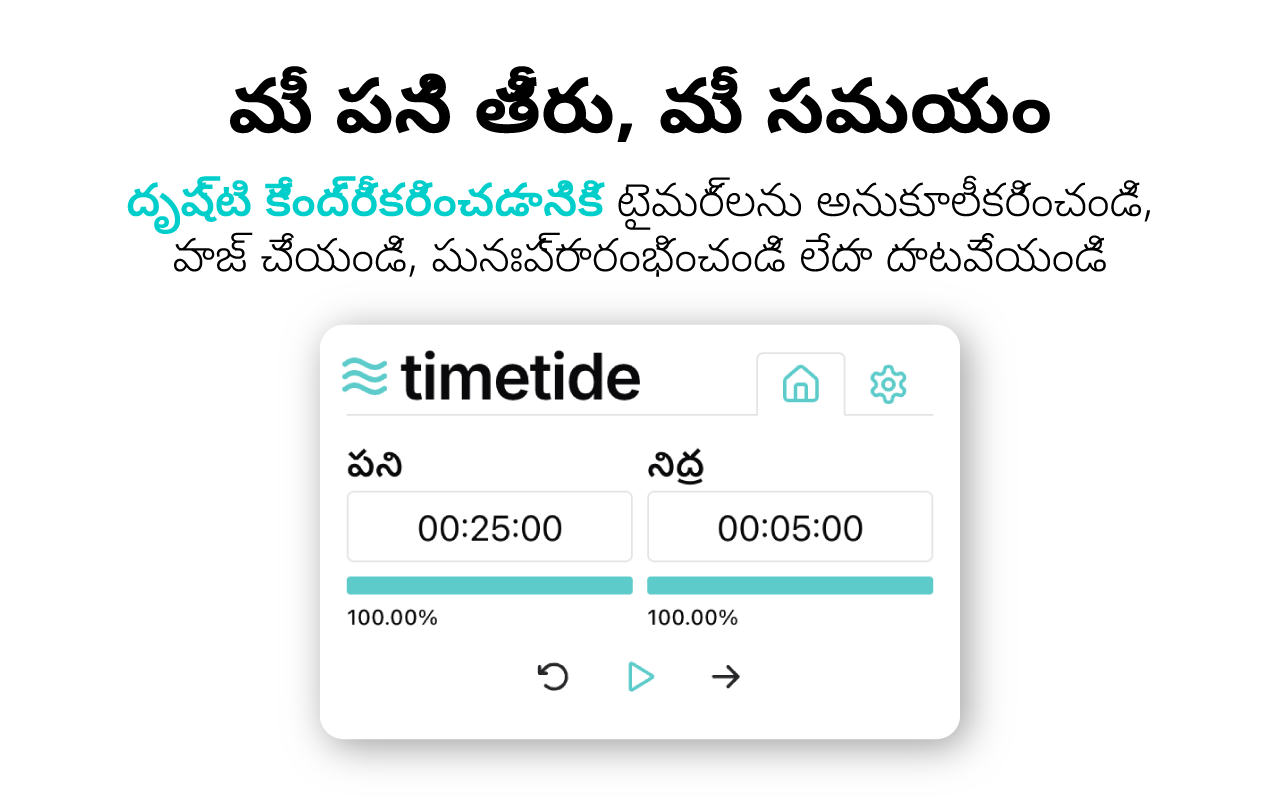 మీ పని తీరు, మీ సమయం
దృష్టి కేంద్రీకరించడానికి టైమర్‌లను అనుకూలీకరించండి,
పాజ్ చేయండి, పునఃప్రారంభించండి లేదా దాటవేయండి
timetide
పని
నిద్ర
00:25:00
00:05:00
100.00%
100.00%